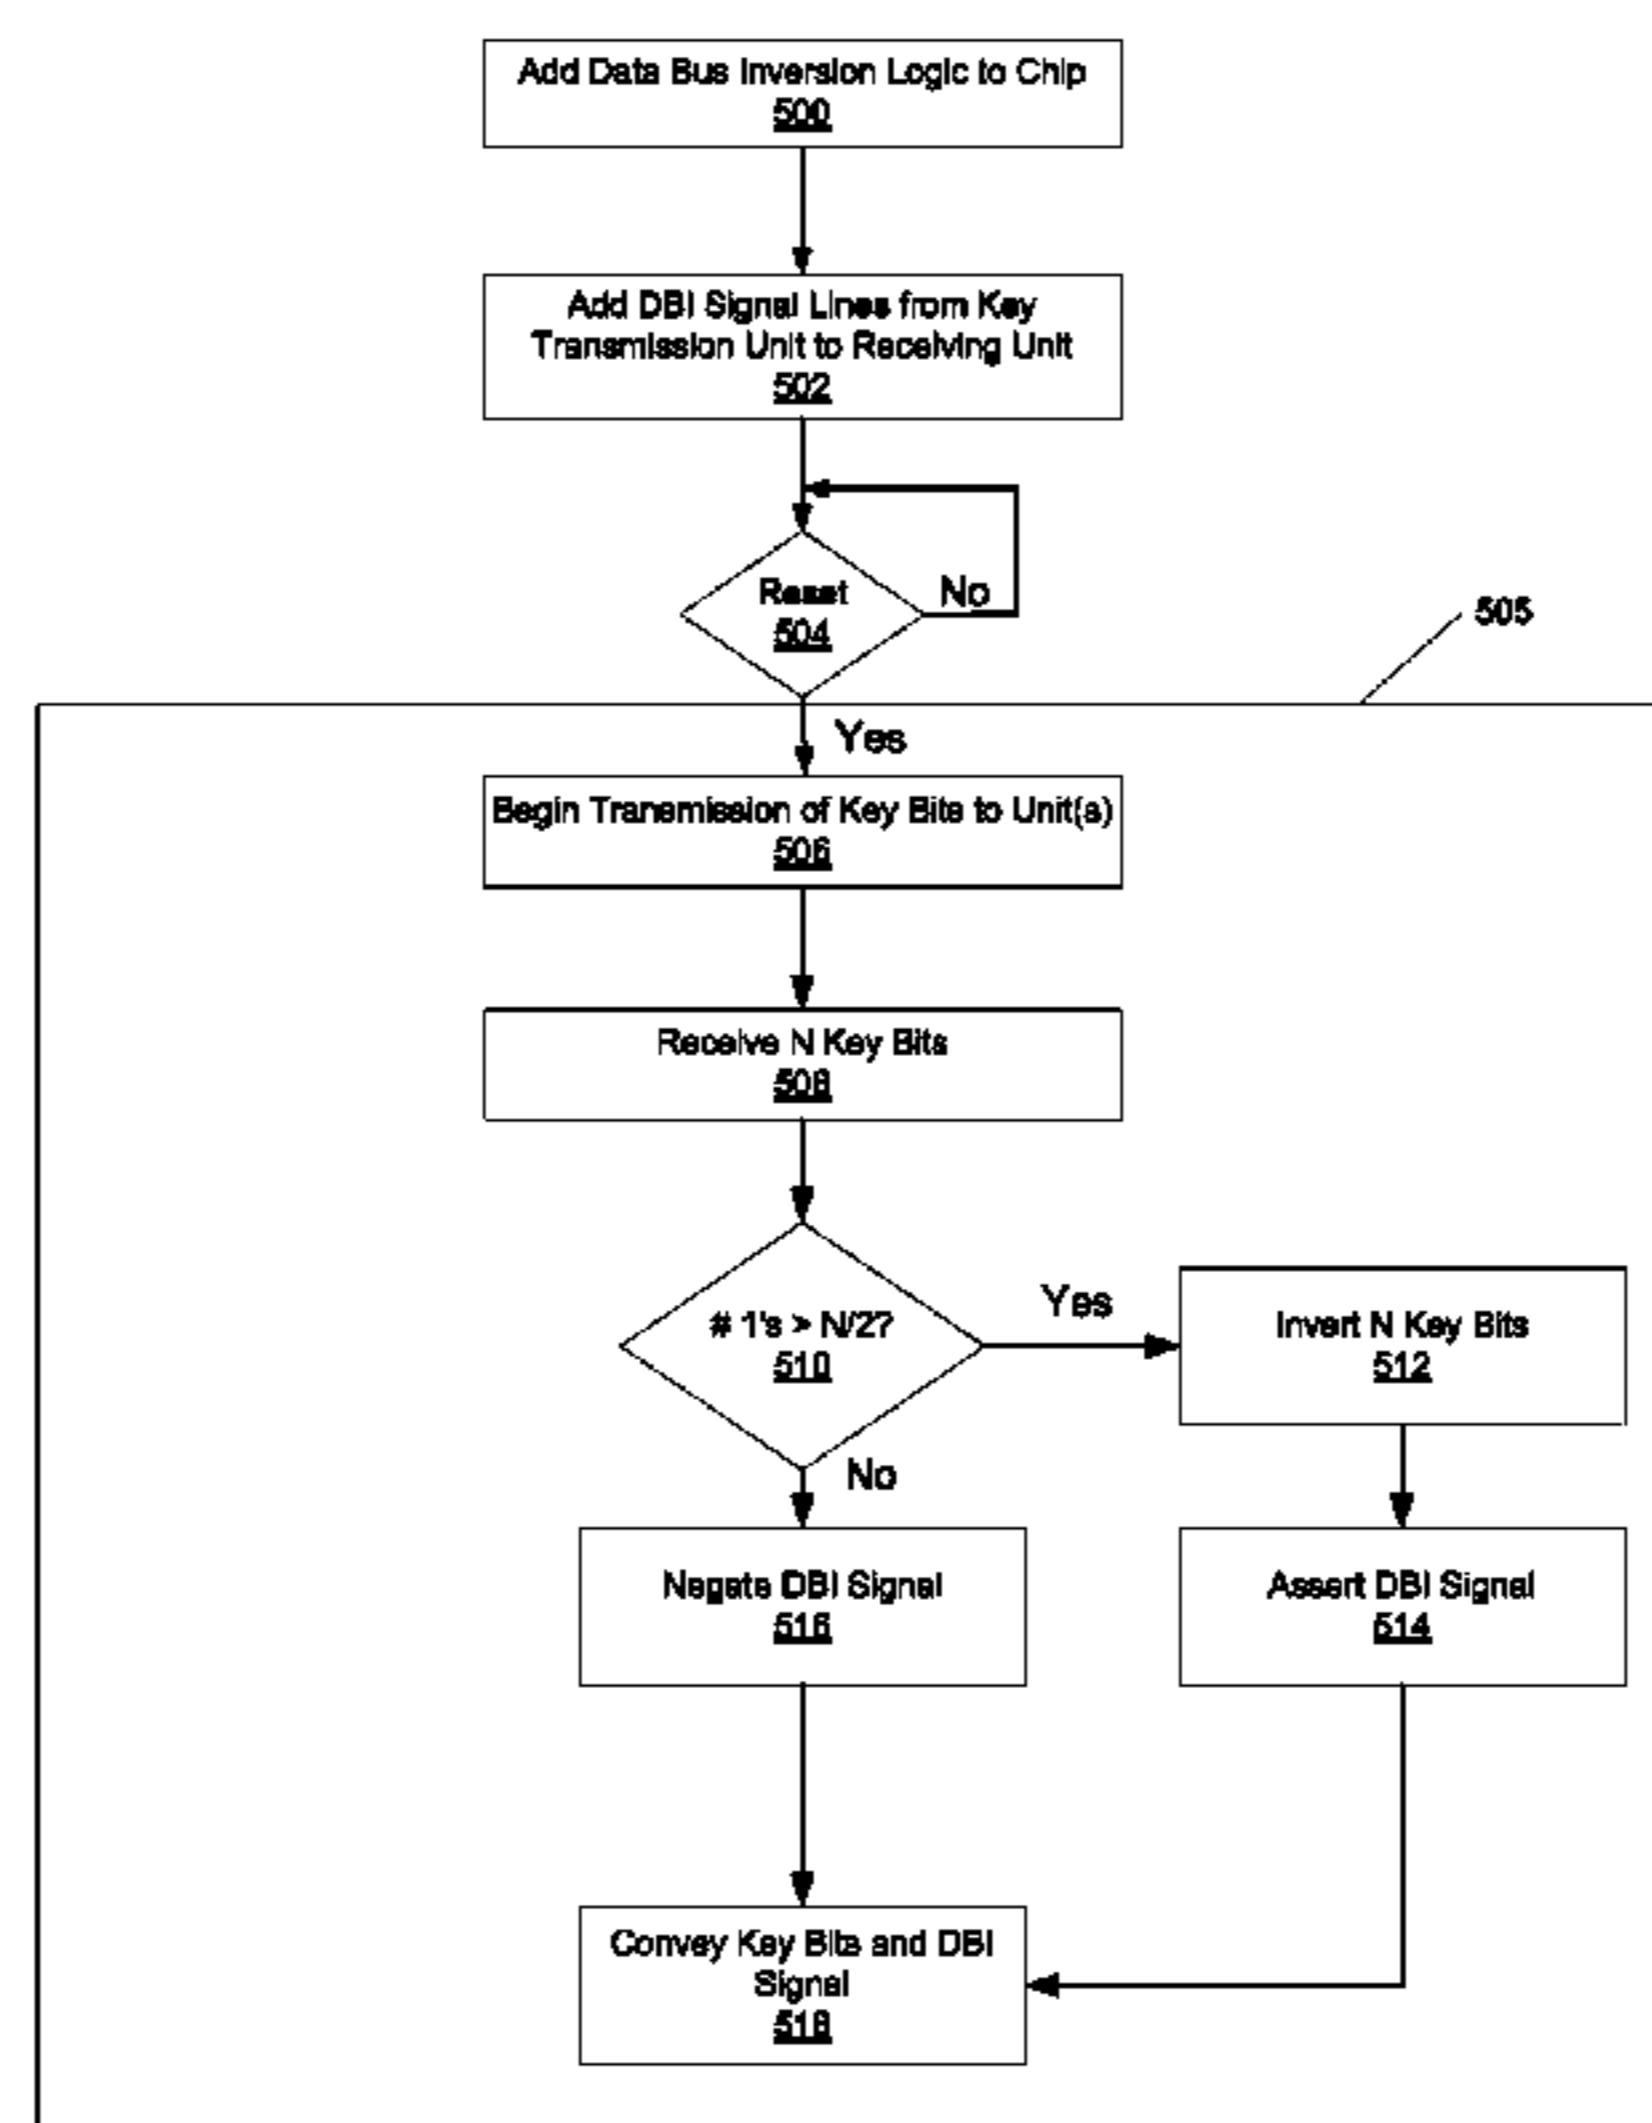 Add Data Bus Inversion Logic to Chip
500
Add DBI Signal Lines from Key
Transmission Unit to Receiving Unit
502
Reset
504
No
505
Yes
Begin Transmission of Key Bits to Unit(s)
506
Receive N Key Bits
508
# 1's > N/2?
510
Yes
Invert N Key Bits
512
No
Negate DBI Signal
516
Assert DBI Signal
514
Convey Key Bits and DBI
Signal
518